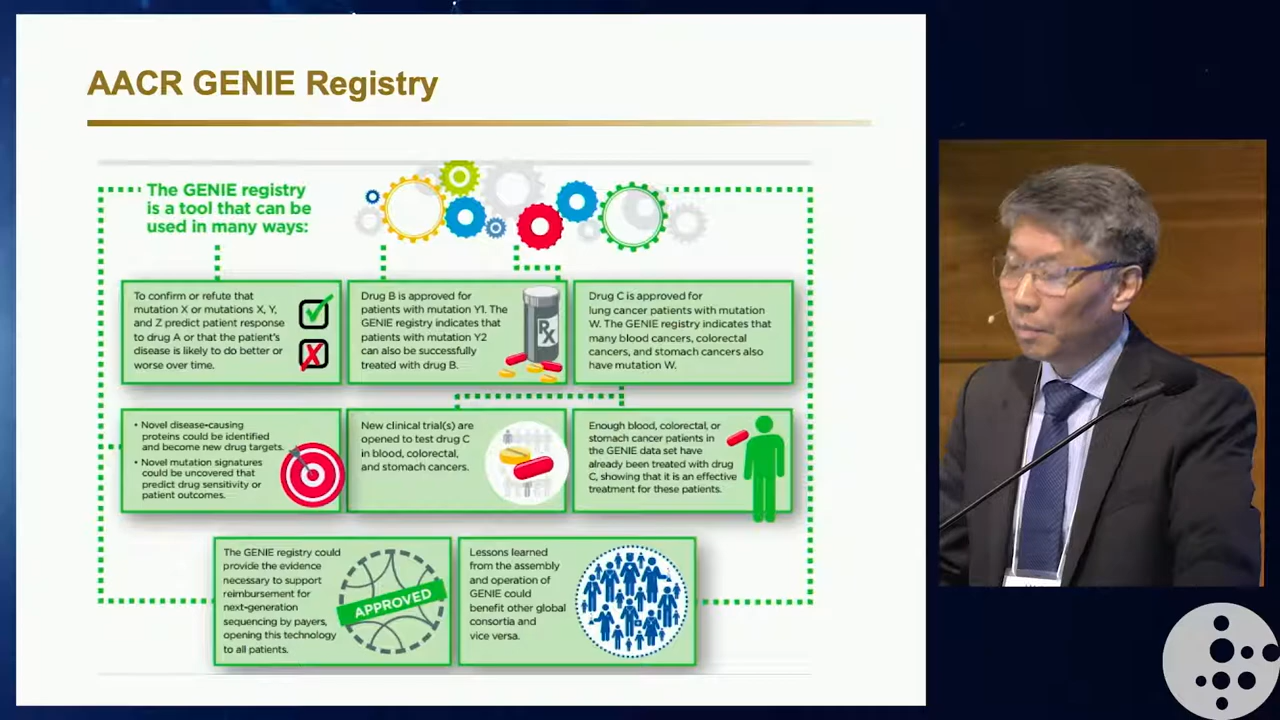 AACR GENIE Registry
The GENIE registry
is a tool that can be
used in many ways:
To confirm or refute that
mutation X or mutations X, Y,
and Z predict patient response
to drug A or that the patient's
disease is likely to do better or
worse over time.
Drug B is approved for
patients with mutation Y1. The
GENIE registry indicates that
patients with mutation Y2
can also be successfully
treated with drug B.
RX
Drug C is approved for
lung cancer patients with mutation
W. The GENIE registry indicates that
many blood cancers, colorectal
cancers, and stomach cancers also
have mutation W.
• Novel disease-causing
proteins could be identified
and become new drug targets.
• Novel mutation signatures
could be uncovered that
predict drug sensitivity or
patient outcomes.
New clinical trial(s) are
opened to test drug C
in blood, colorectal,
and stomach cancers.
Enough blood, colorectal, or
stomach cancer patients in
the GENIE data set have
already been treated with drug
C, showing that it is an effective
treatment for these patients.
The GENIE registry could
provide the evidence
necessary to support
reimbursement for
next-generation
sequencing by payers,
opening this technology
to all patients.
APPROVED
Lessons learned
from the assembly
and operation of
GENIE could
benefit other global
consortia and
vice versa.